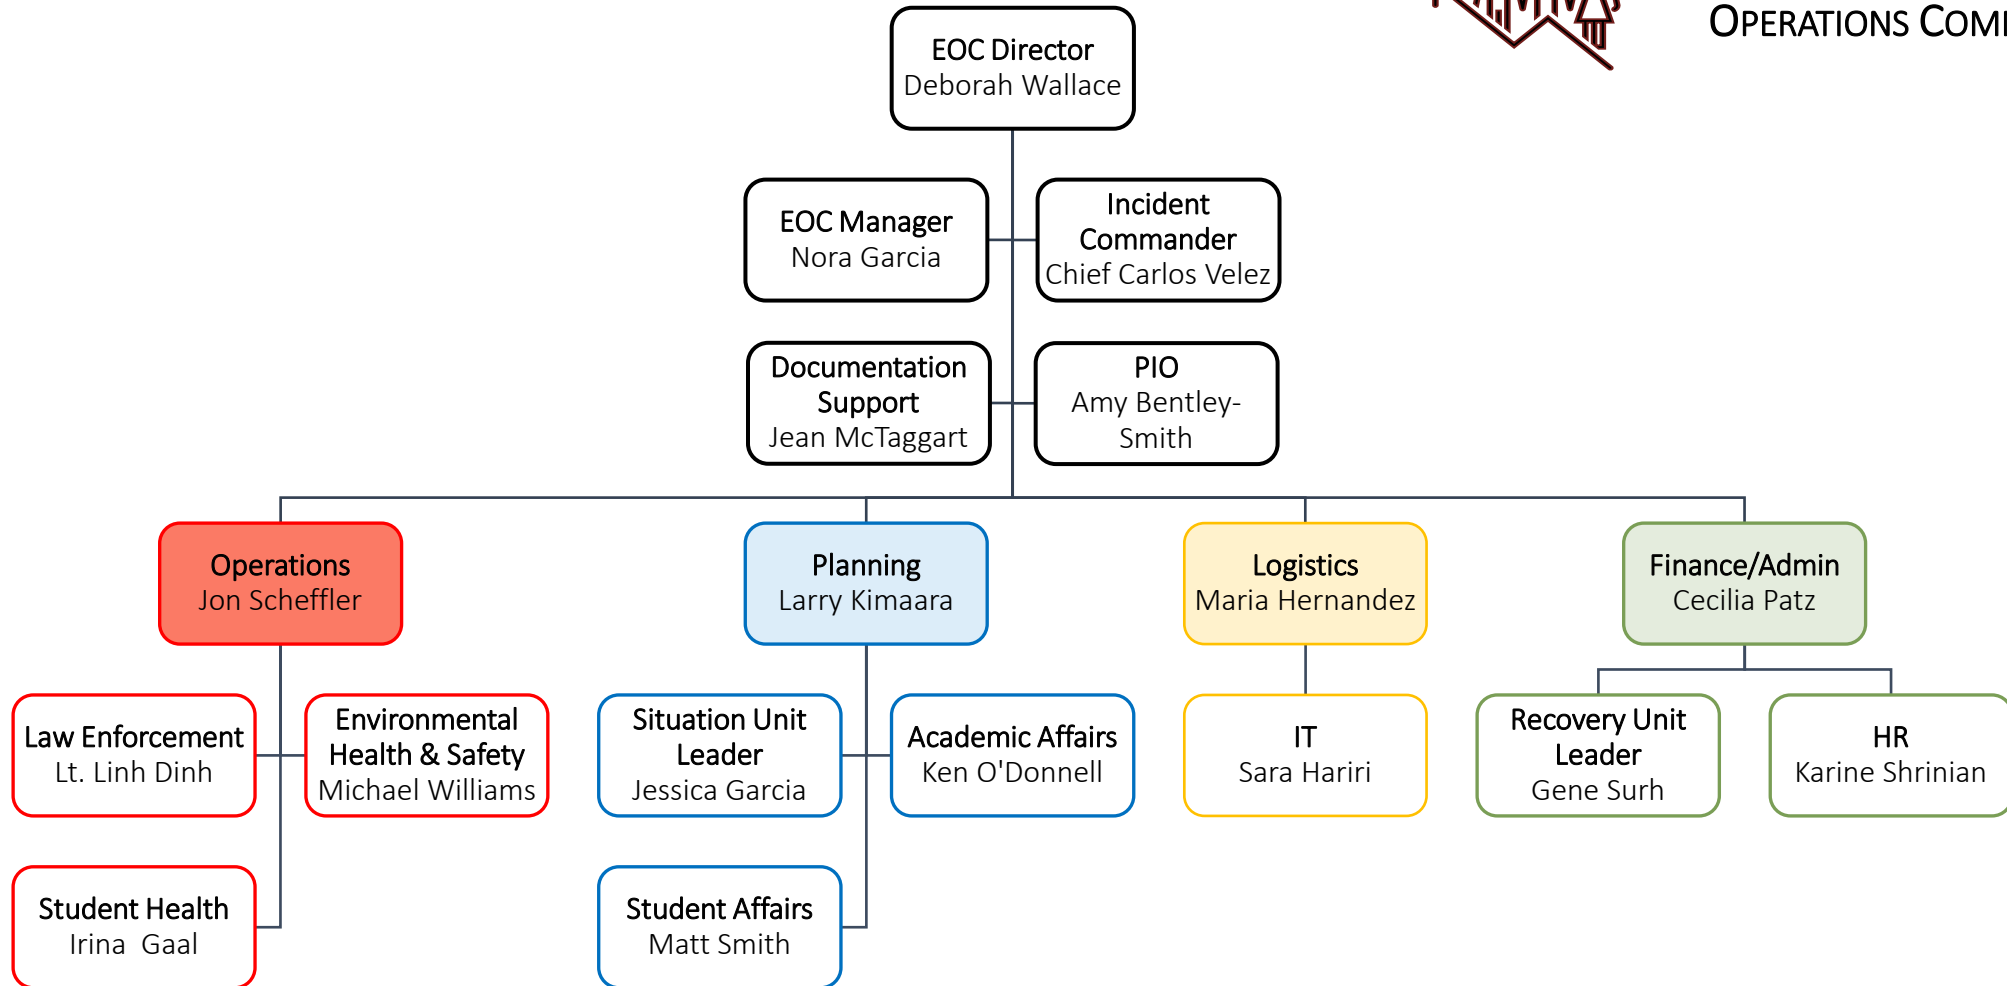 OPERATIONS
EOC Director
Deborah Wallace
EOC Manager
Nora Garcia
Incident
Commander
Chief Carlos Velez
Documentation
Support
Jean McTaggart
PIO
Amy Bentley-
Smith
Operations
Jon Scheffler
Planning
Larry Kimaara
Logistics
Maria Hernandez
Finance/Admin
Cecilia Patz
Law Enforcement
Lt. Linh Dinh
Environmental
Health & Safety
Michael Williams
Situation Unit
Leader
Jessica Garcia
Academic Affairs
Ken O'Donnell
IT
Sara Hariri
Recovery Unit
Leader
Gene Surh
HR
Karine Shrinian
Student Health
Irina  Gaal
Student Affairs
Matt Smith